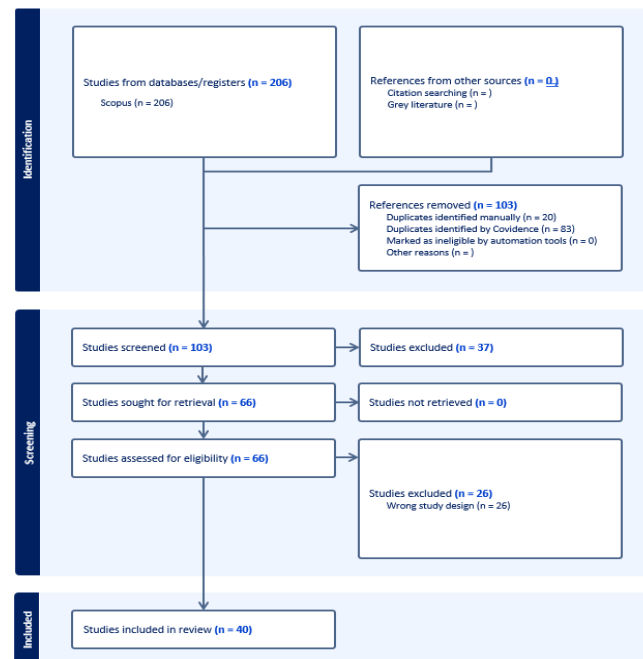 Identification
Studies from databases/registers (n = 206)
Scopus (n = 206)
References from other sources (n = 0 )
Citation searching (n = )
Grey literature (n = )
References removed (n = 103)
Duplicates identified manually (n = 20)
Duplicates identified by Covidence (n = 83)
Marked as ineligible by automation tools (n = 0)
Other reasons (n = )
Screening
Studies screened (n = 103)
Studies excluded (n = 37)
Studies sought for retrieval (n = 66)
Studies not retrieved (n = 0)
Studies assessed for eligibility (n = 66)
Studies excluded (n = 26)
Wrong study design (n = 26)
Included
Studies included in review (n = 40)